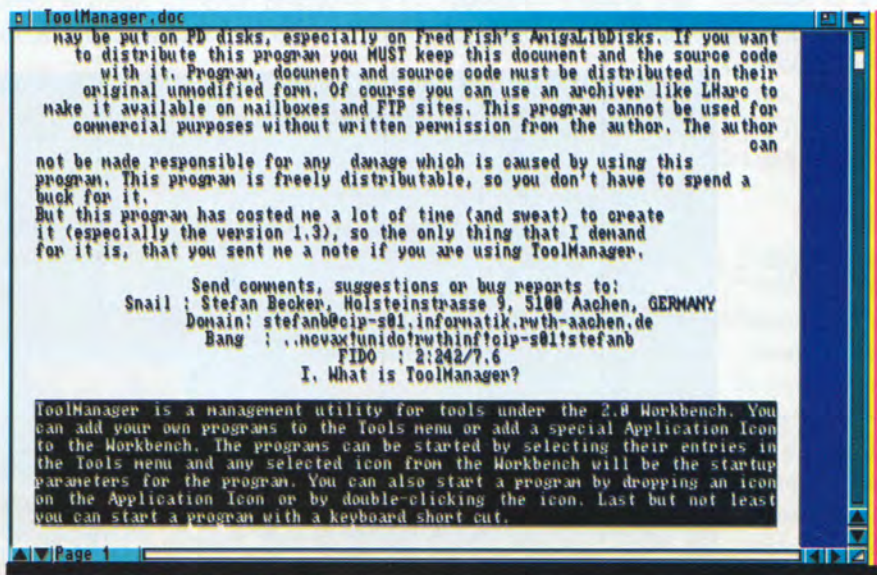 ToolManager.doc
may be put on PD disks, especially on Fred Fish's AmigaLibDisks. If you want
to distribute this program you MUST keep this document and the source code
with it. Program, document and source code must be distributed in their
original unmodified form. Of course you can use an archiver like LHarc to
make it available on mailboxes and FTP sites. This program cannot be used for
commercial purposes without written permission from the author. The author
can
not be made responsible for any damage which is caused by using this
program. This program is freely distributable, so you don't have to spend a
buck for it.
But this program has costed me a lot of time (and sweat) to create
it (especially the version 1.3), so the only thing that I demand
for it is, that you sent me a note if you are using ToolManager.
Send comments, suggestions or bug reports to:
Snail : Stefan Becker, Holsteinstrasse 9, 5100 Aachen, GERMANY
Domain: stefanb@cip-s01.informatik.rwth-aachen.de
Bang : ..mcvax!unido!rwthinf!cip-s01!stefanb
FIDO : 2:242/7.6
I. What is ToolManager?
ToolManager is a management utility for tools under the 2.0 Workbench. You
can add your own programs to the Tools menu or add a special Application Icon
to the Workbench. The programs can be started by selecting their entries in
the Tools menu and any selected icon from the Workbench will be the startup
parameters for the program. You can also start a program by dropping an icon
on the Application Icon or by double-clicking the icon. Last but not least
you can start a program with a keyboard short cut.
Page 1